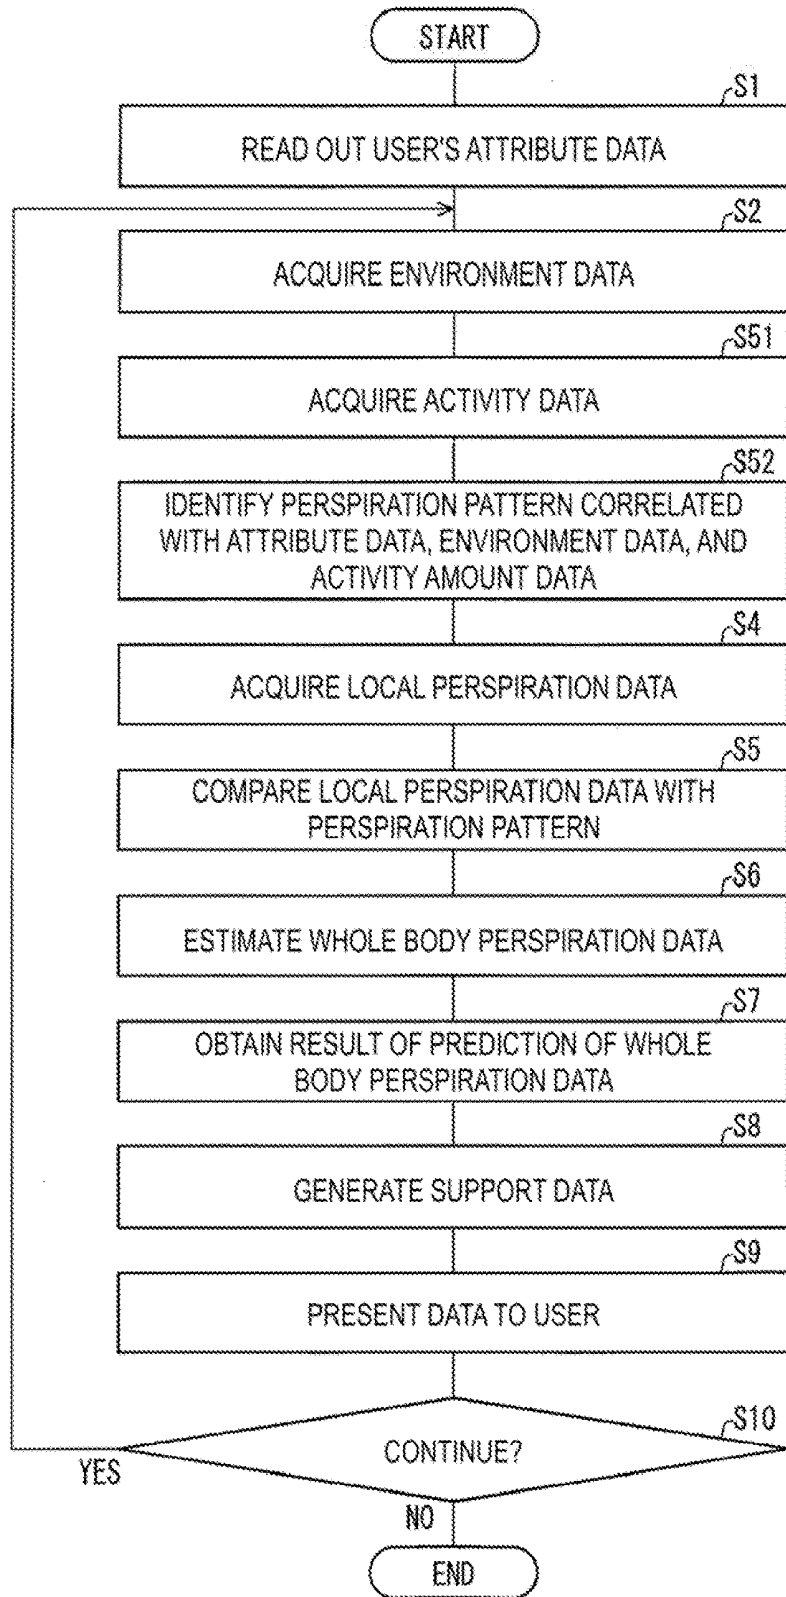 START
S1
READ OUT USER'S ATTRIBUTE DATA
S2
ACQUIRE ENVIRONMENT DATA
S51
ACQUIRE ACTIVITY DATA
S52
IDENTIFY PERSPIRATION PATTERN CORRELATED
WITH ATTRIBUTE DATA, ENVIRONMENT DATA, AND
ACTIVITY AMOUNT DATA
S4
ACQUIRE LOCAL PERSPIRATION DATA
S5
COMPARE LOCAL PERSPIRATION DATA WITH
PERSPIRATION PATTERN
S6
ESTIMATE WHOLE BODY PERSPIRATION DATA
S7
OBTAIN RESULT OF PREDICTION OF WHOLE
BODY PERSPIRATION DATA
S8
GENERATE SUPPORT DATA
S9
PRESENT DATA TO USER
S10
CONTINUE?
YES
NO
END